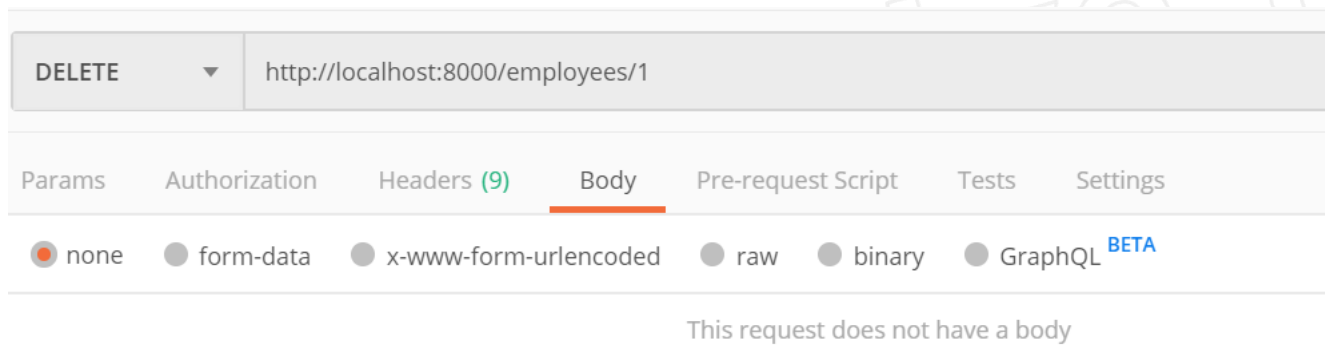 DELETE http://localhost:8000/employees/1
Params Authorization Headers (9) Body Pre-request Script Tests Settings
none form-data x-www-form-urlencoded raw binary GraphQL BETA
This request does not have a body